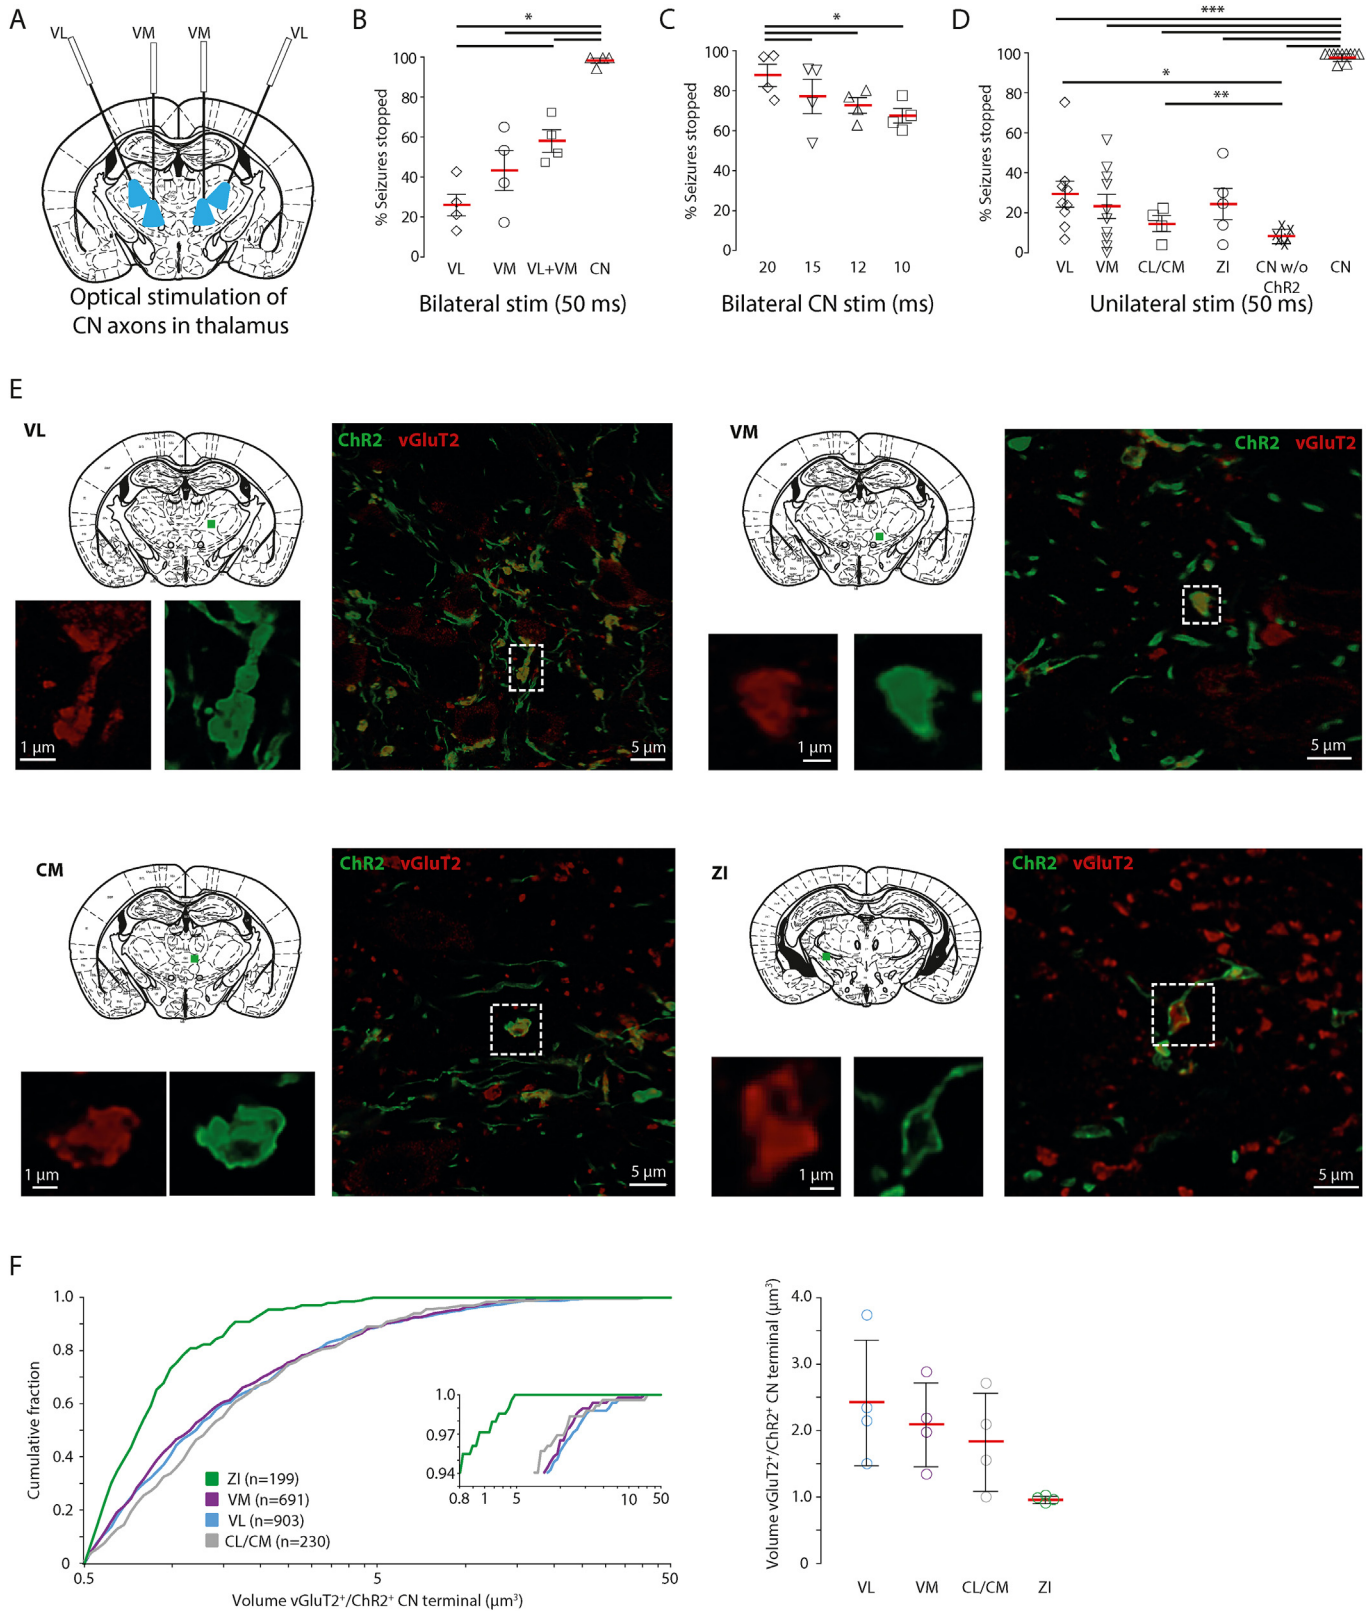 A
VL
VM
VM
VL
Optical stimulation of
CN axons in thalamus
B
*
% Seizures stopped
100
80
60
40
20
0
VL
VM
VL+VM
CN
Bilateral stim (50 ms)
C
*
% Seizures stopped
100
80
60
40
20
0
20
15
12
10
Bilateral CN stim (ms)
D
***
*
**
% Seizures stopped
100
80
60
40
20
0
VL
VM
CL/CM
ZI
CN w/o
ChR2
CN
Unilateral stim (50 ms)
E
VL
ChR2 vGluT2
1 µm
5 µm
VM
ChR2 vGluT2
1 µm
5 µm
CM
ChR2 vGluT2
1 µm
5 µm
ZI
ChR2 vGluT2
1 µm
5 µm
F
Cumulative fraction
1.0
0.8
0.6
0.4
0.2
0
0.5
5
50
Volume vGluT2⁺/ChR2⁺ CN terminal (µm³)
ZI (n=199)
VM (n=691)
VL (n=903)
CL/CM (n=230)
1.0
0.97
0.94
0.8
1
5
10
50
Volume vGluT2⁺/ChR2⁺ CN terminal (µm³)
4.0
3.0
2.0
1.0
0
VL
VM
CL/CM
ZI